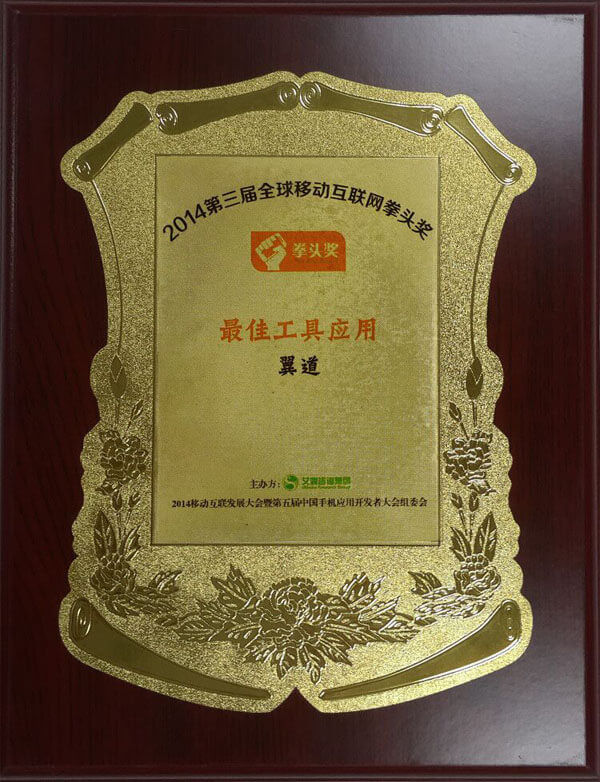 2014第三届全球移动互联网拳头奖
拳头奖
最佳工具应用
翼道
主办方：艾媒咨询集团
2014移动互联发展大会暨第五届中国手机应用开发者大会组委会